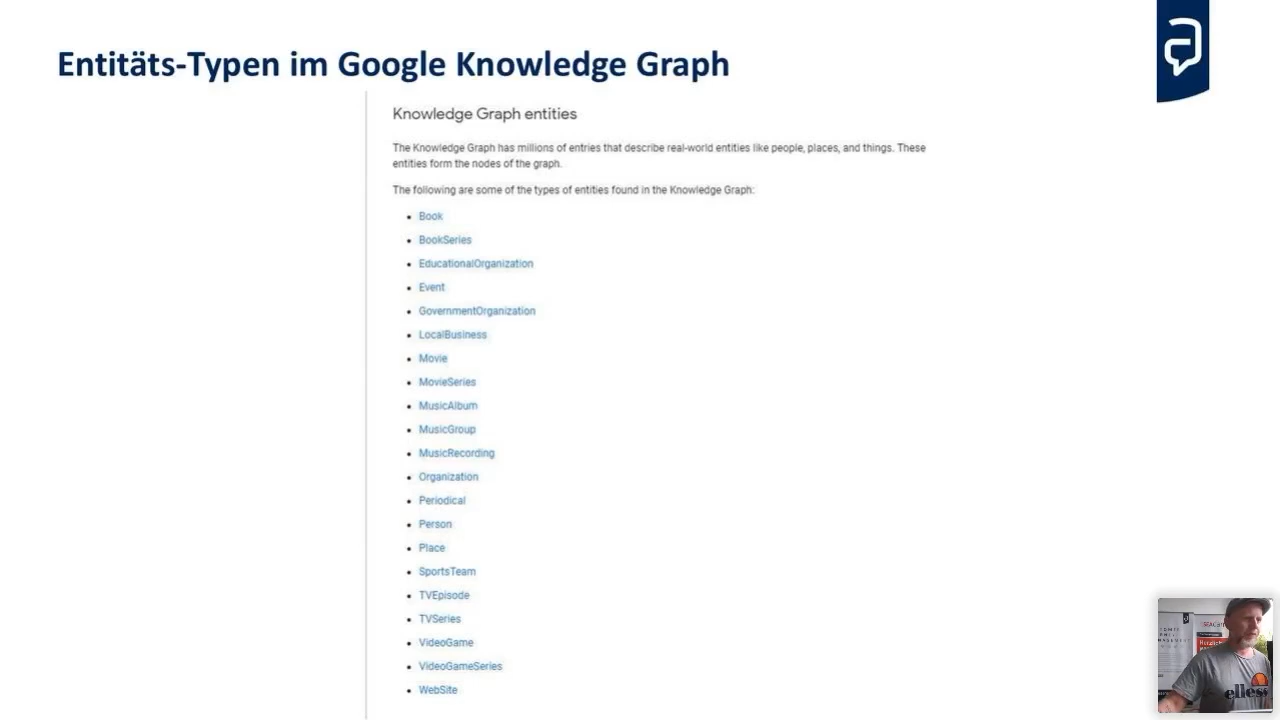 Entitäts-Typen im Google Knowledge Graph
Knowledge Graph entities
The Knowledge Graph has millions of entries that describe real-world entities like people, places, and things. These
entities form the nodes of the graph.
The following are some of the types of entities found in the Knowledge Graph:
Book
BookSeries
EducationalOrganization
Event
GovernmentOrganization
LocalBusiness
Movie
MovieSeries
MusicAlbum
MusicGroup
MusicRecording
Organization
Periodical
Person
Place
SportsTeam
TVEpisode
TVSeries
VideoGame
VideoGameSeries
WebSite
ellesse